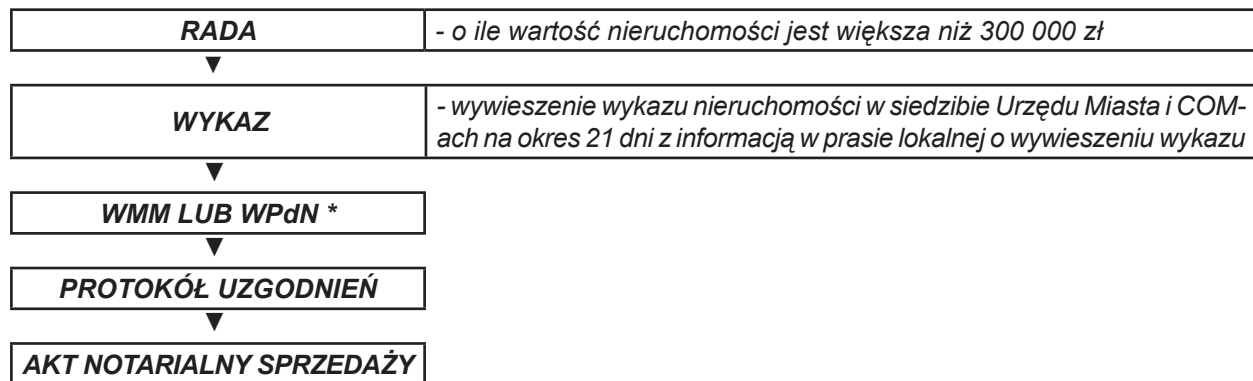 RADA
- o ile wartość nieruchomości jest większa niż 300 000 zł
WYKAZ
- wywieszenie wykazu nieruchomości w siedzibie Urzędu Miasta i COM-
ach na okres 21 dni z informacją w prasie lokalnej o wywieszeniu wykazu
WMM LUB WPdN *
PROTOKÓŁ UZGODNIEŃ
AKT NOTARIALNY SPRZEDAŻY